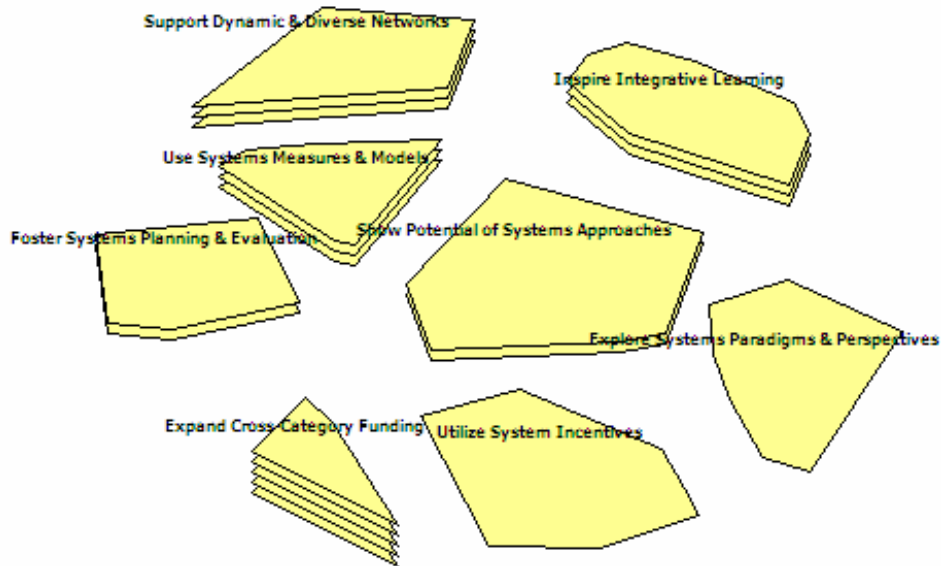 Support Dynamic & Diverse Networks
Inspire Integrative Learning
Use Systems Measures & Models
Foster Systems Planning & Evaluation
Show Potential of Systems Approaches
Explore Systems Paradigms & Perspectives
Expand Cross-Category Funding
Utilize System Incentives